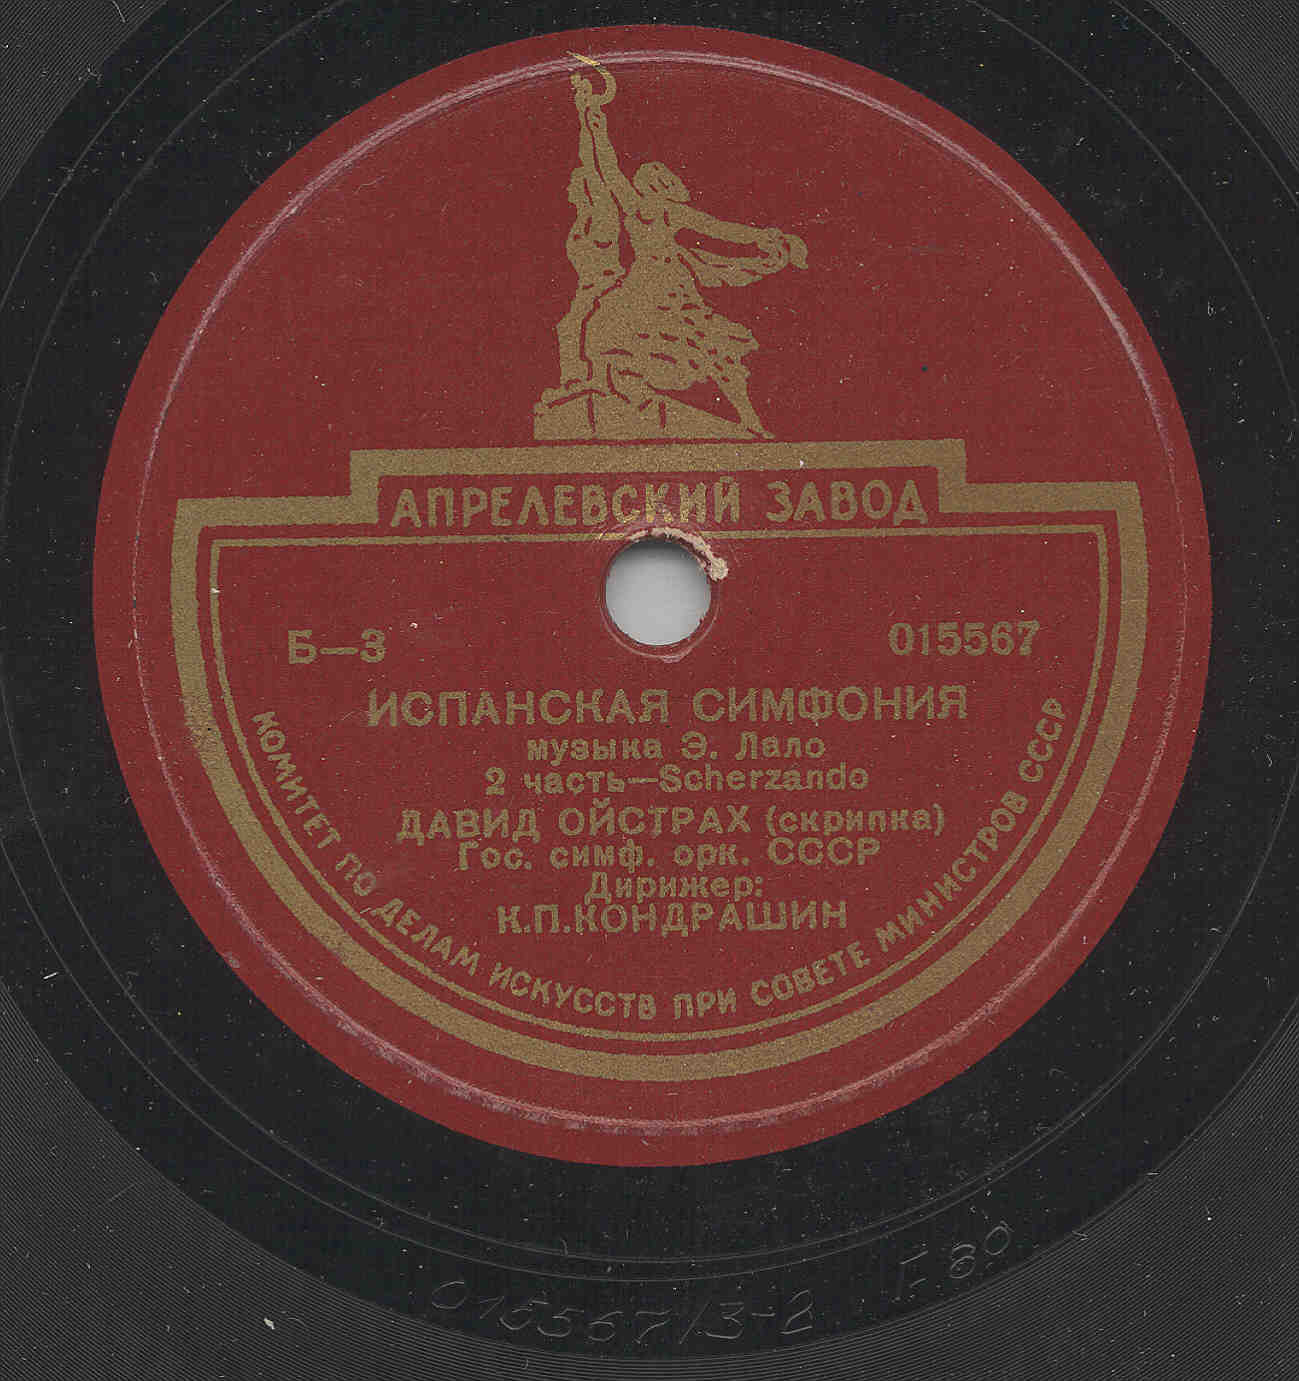 АПРЕЛЕВСКИЙ ЗАВОД
Б—3
015567
ИСПАНСКАЯ СИМФОНИЯ
музыка Э. Лало
2 часть—Scherzando
ДАВИД ОЙСТРАХ (скрипка)
Гос. симф. орк. СССР
Дирижер:
К.П.КОНДРАШИН
КОМИТЕТ ПО ДЕЛАМ ИСКУССТВ ПРИ СОВЕТЕ МИНИСТРОВ СССР
015567/3-2 Г. 80